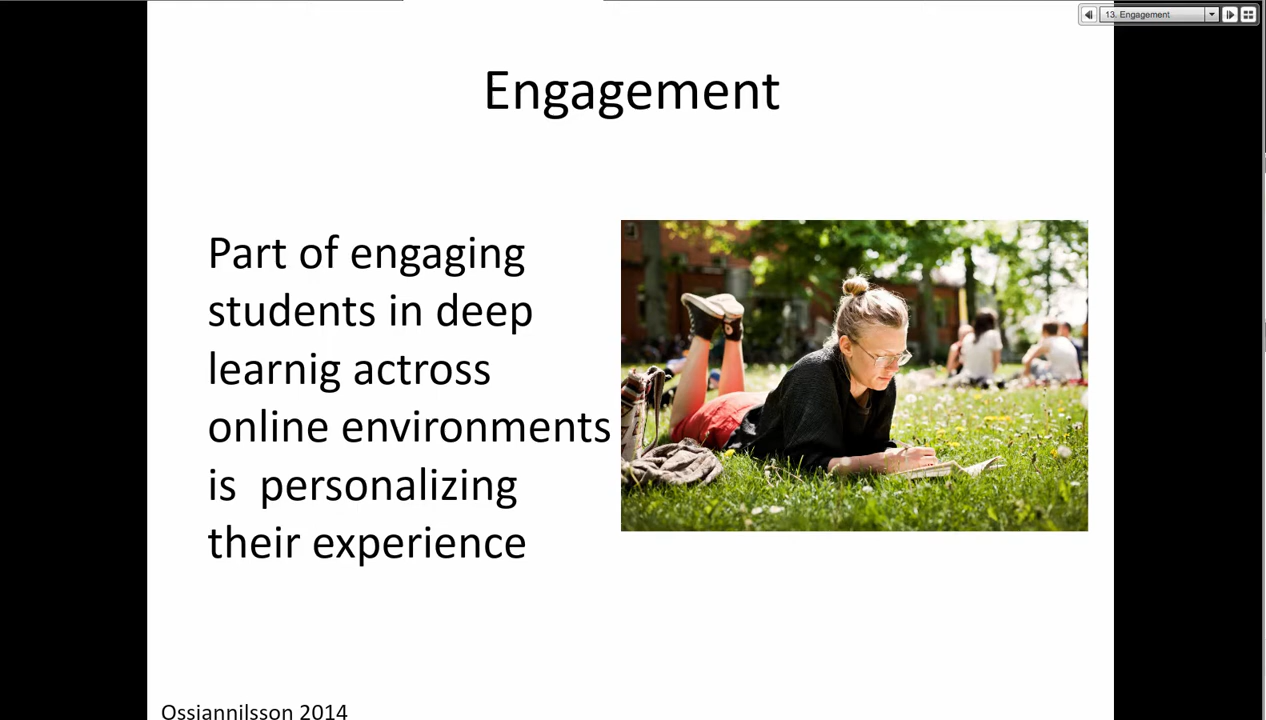 13. Engagement
Engagement
Part of engaging
students in deep
learnig actross
online environments
is personalizing
their experience
Ossiannilsson 2014